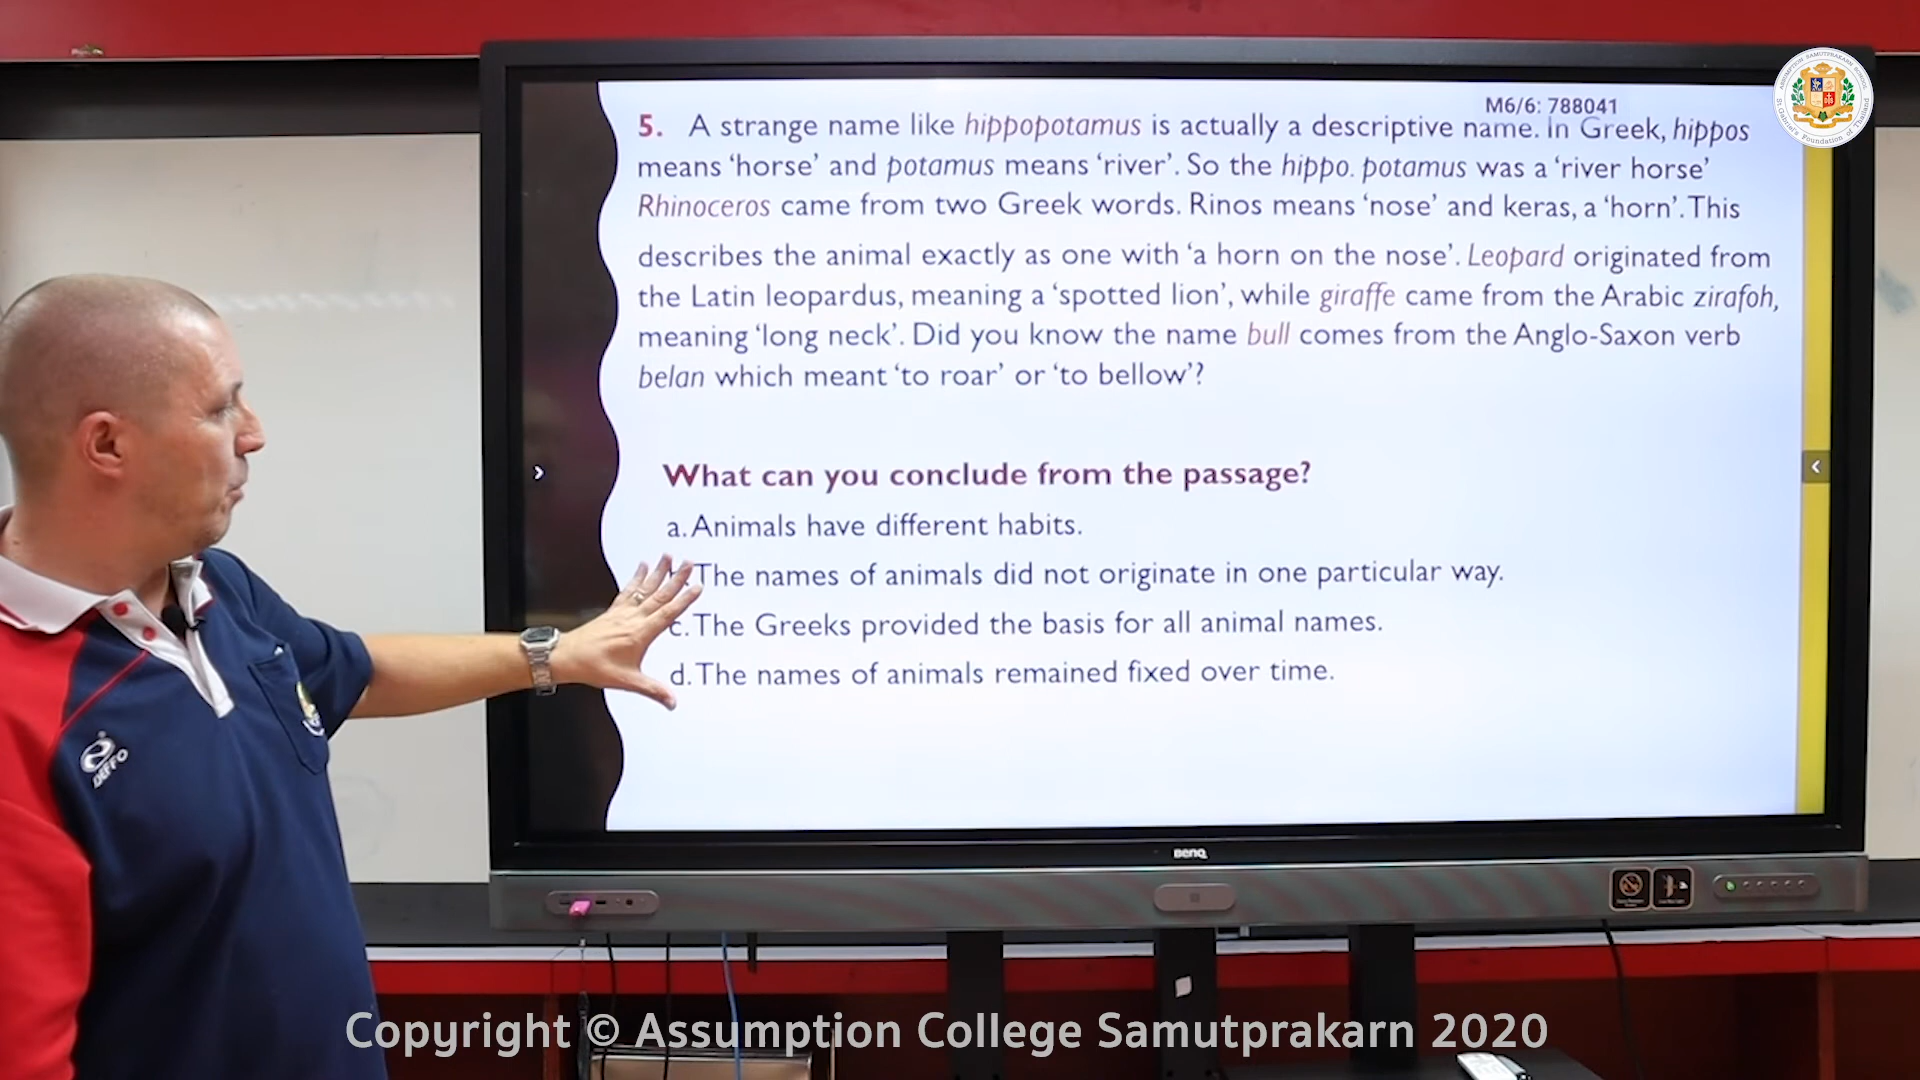 M6/6: 788041
5. A strange name like hippopotamus is actually a descriptive name. In Greek, hippos
means ‘horse’ and potamus means ‘river’. So the hippo. potamus was a ‘river horse’
Rhinoceros came from two Greek words. Rinos means ‘nose’ and keras, a ‘horn’. This
describes the animal exactly as one with ‘a horn on the nose’. Leopard originated from
the Latin leopardus, meaning a ‘spotted lion’, while giraffe came from the Arabic zirafoh,
meaning ‘long neck’. Did you know the name bull comes from the Anglo-Saxon verb
belan which meant ‘to roar’ or ‘to bellow’?
What can you conclude from the passage?
a. Animals have different habits.
The names of animals did not originate in one particular way.
c. The Greeks provided the basis for all animal names.
d. The names of animals remained fixed over time.
DEFFO
BenQ
Copyright © Assumption College Samutprakarn 2020